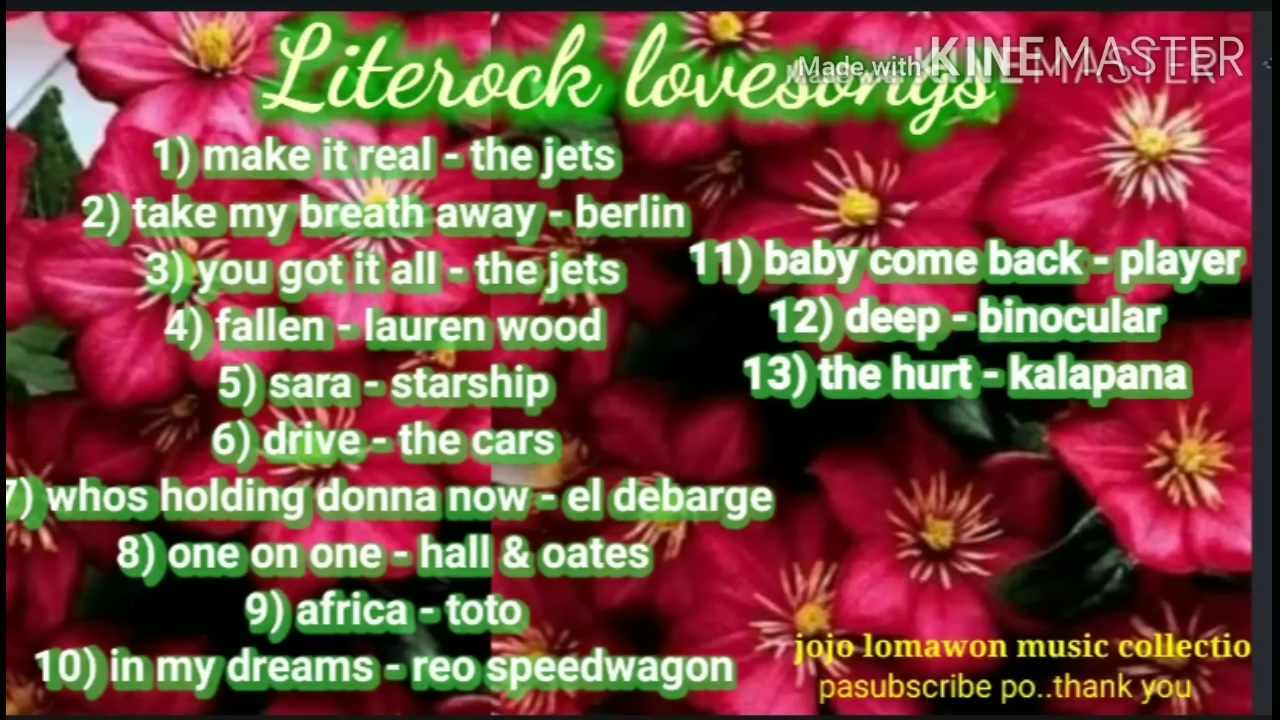 Literock lovesongs
Made with KINEMASTER
1) make it real - the jets
2) take my breath away - berlin
3) you got it all - the jets
4) fallen - lauren wood
5) sara - starship
6) drive - the cars
7) whos holding donna now - el debarge
8) one on one - hall & oates
9) africa - toto
10) in my dreams - reo speedwagon
11) baby come back - player
12) deep - binocular
13) the hurt - kalapana
jojo lomawon music collectio
pasubscribe po..thank you